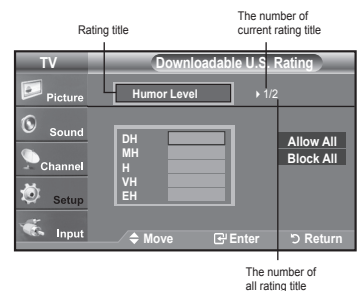 The number of
current rating title
Rating title
TV
Downloadable U.S. Rating
Picture
Humor Level
1/2
Sound
DH
MH
H
VH
EH
Allow All
Block All
Channel
Setup
Input
Move
Enter
Return
The number of
all rating title